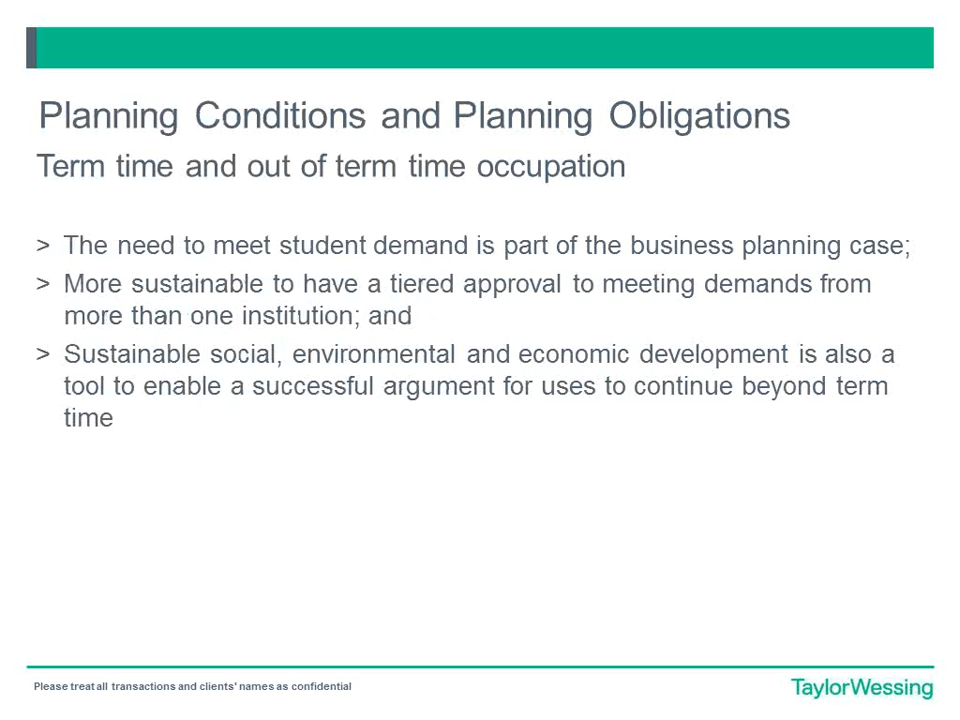 Planning Conditions and Planning Obligations
Term time and out of term time occupation
> The need to meet student demand is part of the business planning case;
> More sustainable to have a tiered approval to meeting demands from
more than one institution; and
> Sustainable social, environmental and economic development is also a
tool to enable a successful argument for uses to continue beyond term
time
Please treat all transactions and clients' names as confidential
TaylorWessing